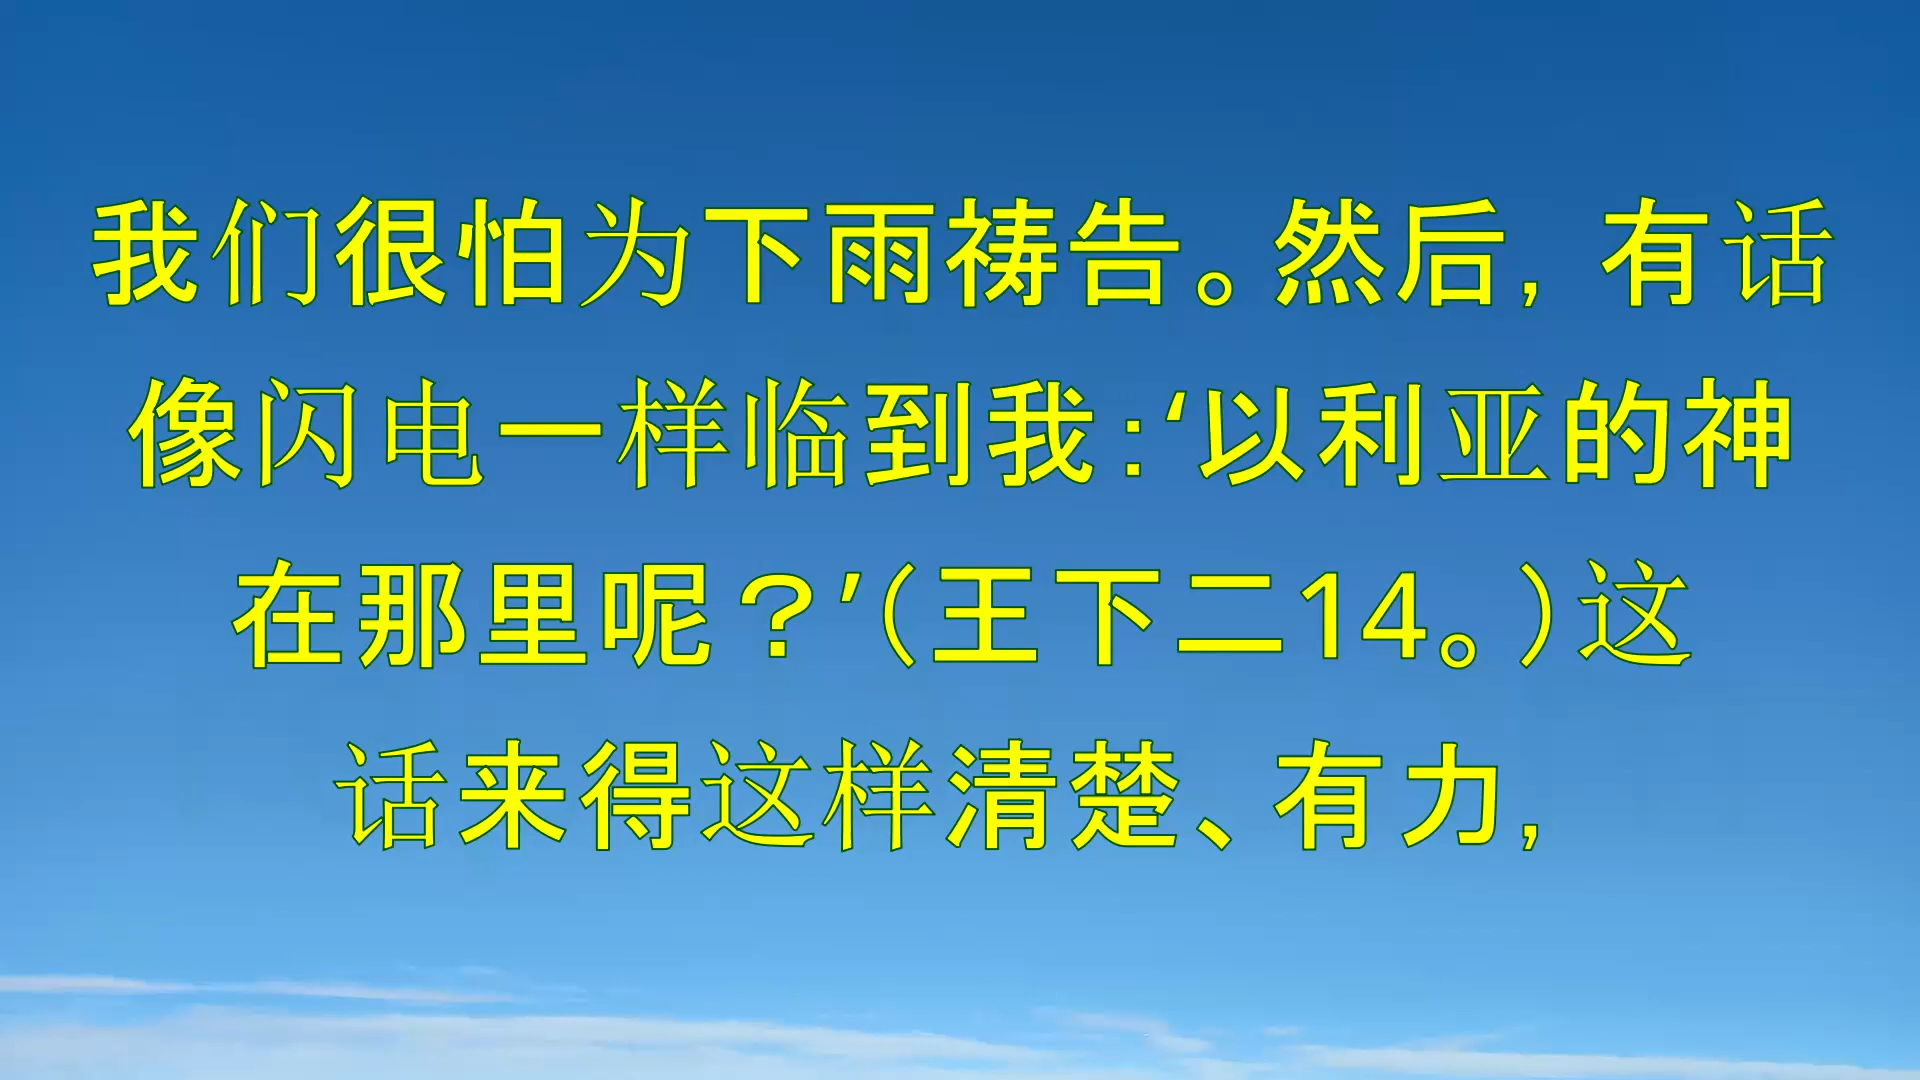 我们很怕为下雨祷告。然后, 有话
像闪电一样临到我:‘以利亚的神
在那里呢？’(王下二14。)这
话来得这样清楚、有力,